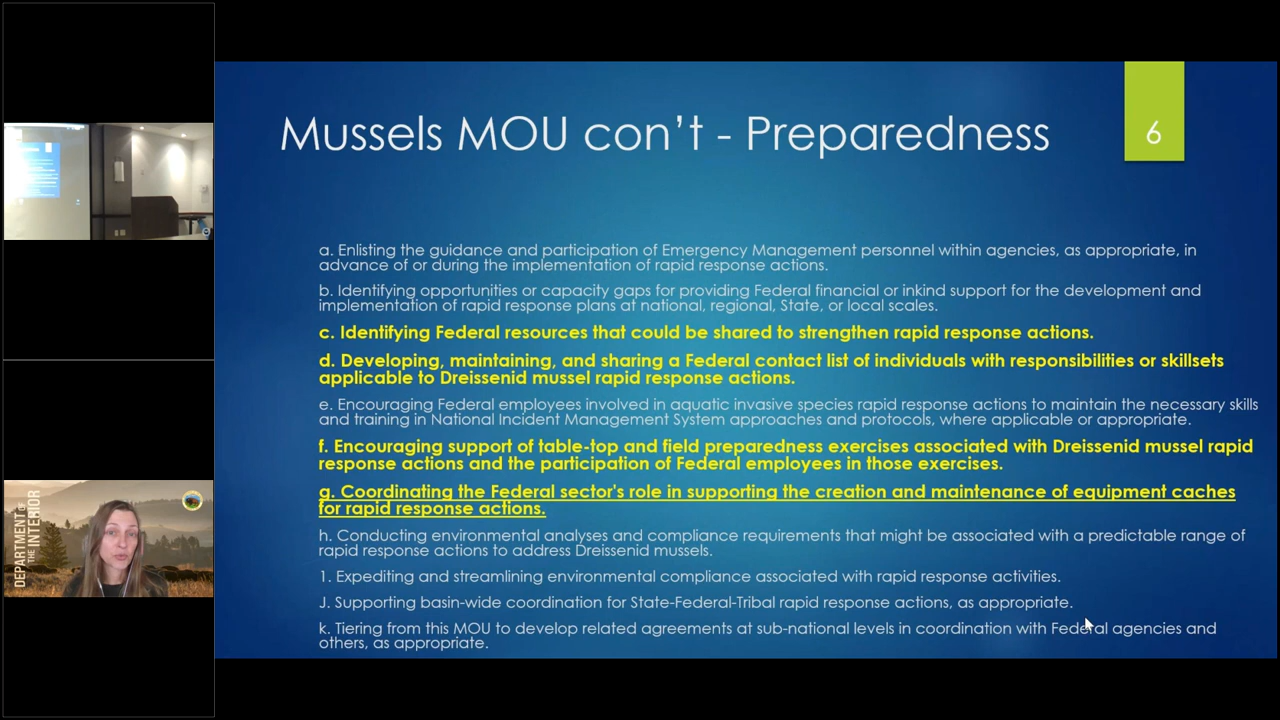 Mussels MOU con't - Preparedness
6
a. Enlisting the guidance and participation of Emergency Management personnel within agencies, as appropriate, in
advance of or during the implementation of rapid response actions.
b. Identifying opportunities or capacity gaps for providing Federal financial or inkind support for the development and
implementation of rapid response plans at national, regional, State, or local scales.
c. Identifying Federal resources that could be shared to strengthen rapid response actions.
d. Developing, maintaining, and sharing a Federal contact list of individuals with responsibilities or skillsets
applicable to Dreissenid mussel rapid response actions.
e. Encouraging Federal employees involved in aquatic invasive species rapid response actions to maintain the necessary skills
and training in National Incident Management System approaches and protocols, where applicable or appropriate.
f. Encouraging support of table-top and field preparedness exercises associated with Dreissenid mussel rapid
response actions and the participation of Federal employees in those exercises.
g. Coordinating the Federal sector's role in supporting the creation and maintenance of equipment caches
for rapid response actions.
h. Conducting environmental analyses and compliance requirements that might be associated with a predictable range of
rapid response actions to address Dreissenid mussels.
1. Expediting and streamlining environmental compliance associated with rapid response activities.
J. Supporting basin-wide coordination for State-Federal-Tribal rapid response actions, as appropriate.
k. Tiering from this MOU to develop related agreements at sub-national levels in coordination with Federal agencies and
others, as appropriate.
DEPARTMENT OF
THE INTERIOR